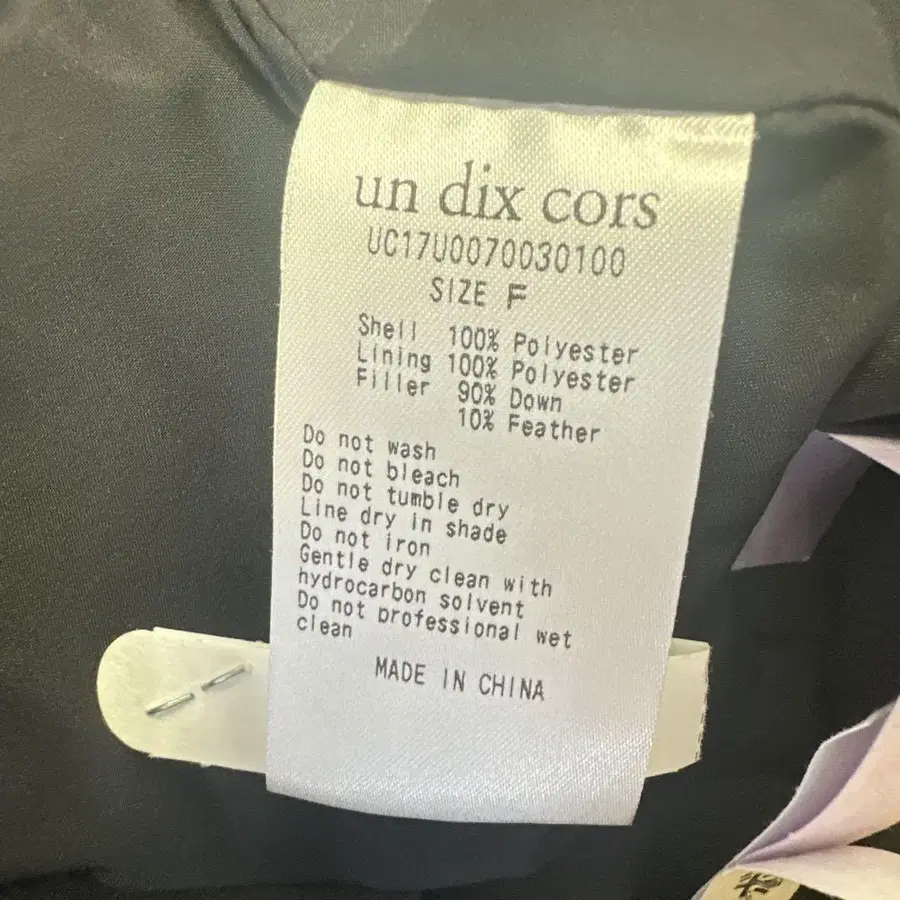 un dix cors
UC17U0070030100
SIZE F
Shell 100% Polyester
Lining 100% Polyester
Filler 90% Down
10% Feather
Do not wash
Do not bleach
Do not tumble dry
Line dry in shade
Do not iron
Gentle dry clean with
hydrocarbon solvent
Do not professional wet
clean
MADE IN CHINA